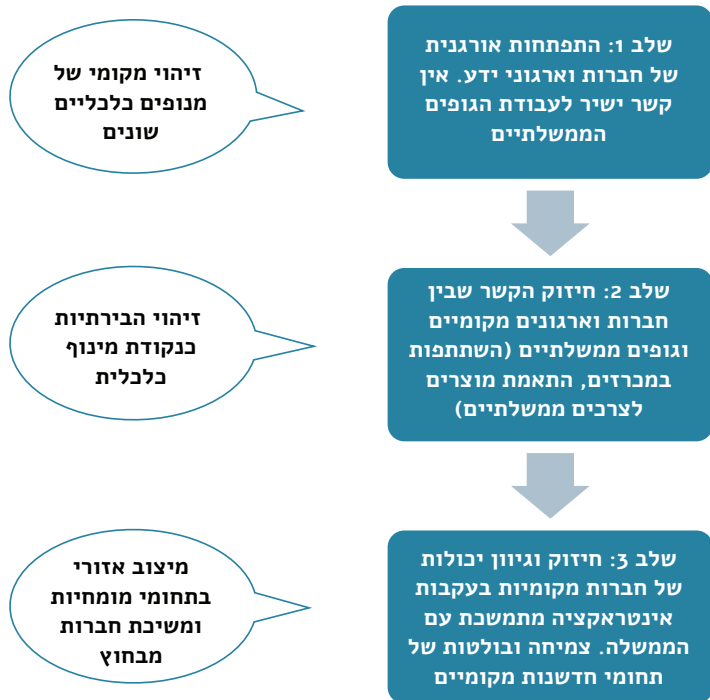 שלב 1: התפתחות אורגנית
של חברות וארגוני ידע. אין
קשר ישיר לעבודת הגופים
הממשלתיים
זיהוי מקומי של
מנופים כלכליים
שונים
שלב 2: חיזוק הקשר שבין
חברות וארגונים מקומיים
וגופים ממשלתיים (השתתפות
במכרזים, התאמת מוצרים
לצרכים ממשלתיים)
זיהוי הבירתיות
כנקודת מינוף
כלכלית
שלב 3: חיזוק וגיוון יכולות
של חברות מקומיות בעקבות
אינטראקציה מתמשכת עם
הממשלה. צמיחה ובולטות של
תחומי חדשנות מקומיים
מיצוב אזורי
בתחומי מומחיות
ומשיכת חברות
מבחוץ